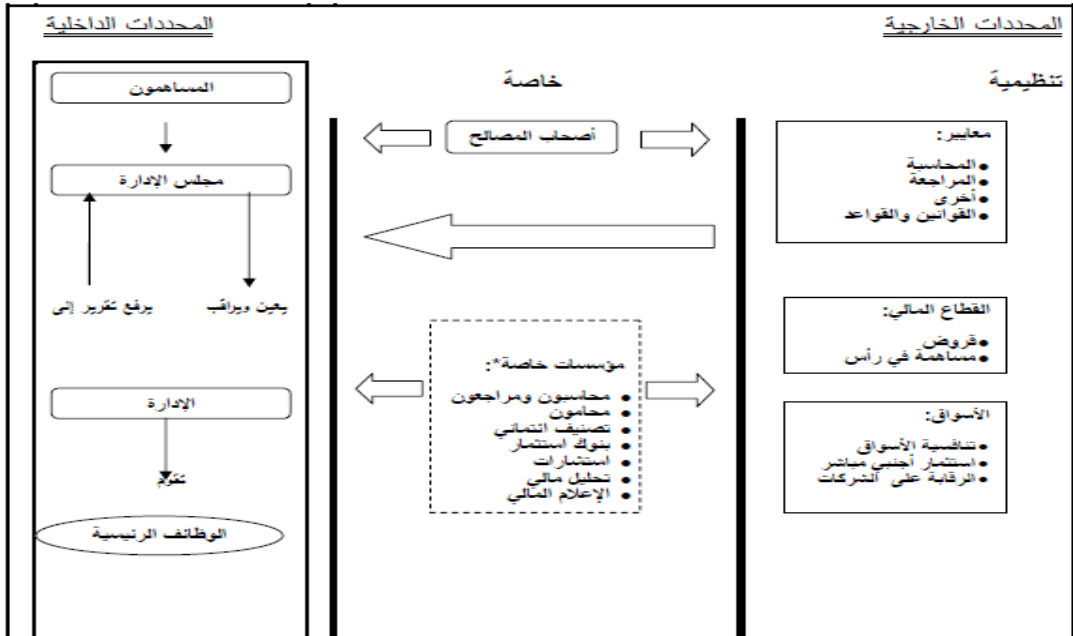 المحددات الخارجية
المحددات الداخلية
تنظيمية
خاصة
معايير:
•المحاسبة
•المراجعة
•أخرى
•القوانين والقواعد
القطاع المالي:
•قروض
•مساهمة في رأس
الأسواق:
•تنافسية الأسواق
•استثمار أجنبي مباشر
•الرقابة على الشركات
أصحاب المصالح
مؤسسات خاصة*:
• محاسبون ومراجعون
• محامون
• تصنيف ائتماني
• بنوك استثمار
• استشارات
• تحليل مالي
• الإعلام المالي
المساهمون
مجلس الإدارة
يعين ويراقب
يرفع تقرير إلى
الإدارة
تقوم
الوظائف الرئيسية